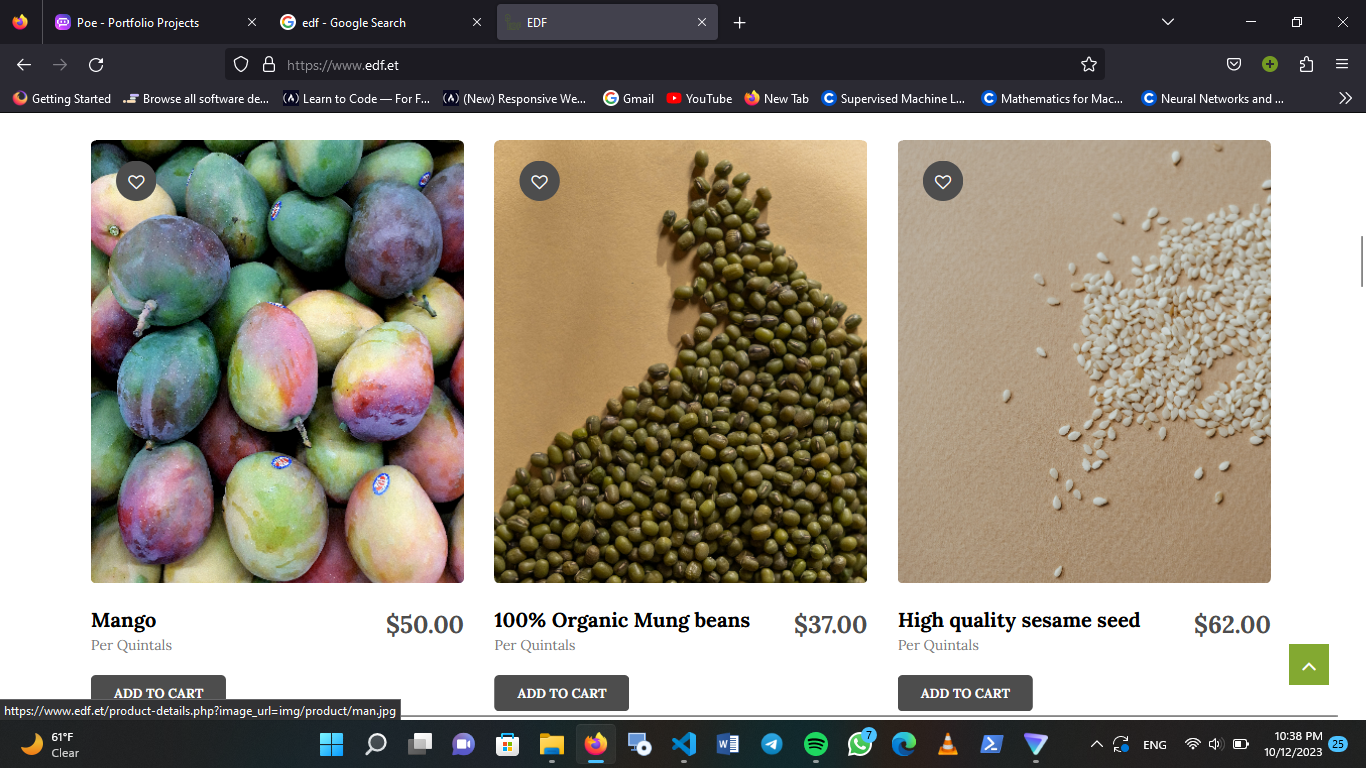 Poe - Portfolio Projects
edf - Google Search
EDF
https://www.edf.et
Getting Started
Browse all software de...
Learn to Code — For F...
(New) Responsive We...
Gmail
YouTube
New Tab
Supervised Machine L...
Mathematics for Mac...
Neural Networks and ...
Mango
$50.00
Per Quintals
ADD TO CART
100% Organic Mung beans
$37.00
Per Quintals
ADD TO CART
High quality sesame seed
$62.00
Per Quintals
ADD TO CART
https://www.edf.et/product-details.php?image_url=img/product/man.jpg
61°F
Clear
7
ENG
10:38 PM
10/12/2023
25